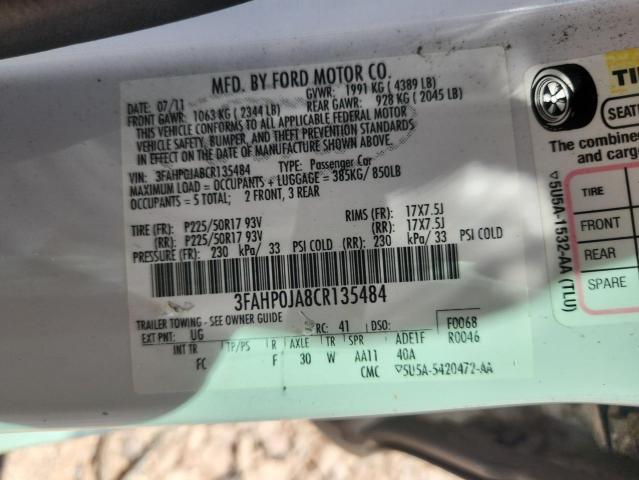 MFD. BY FORD MOTOR CO.
DATE: 07/11 GVWR: 1991 KG ( 4389 LB)
FRONT GAWR: 1063 KG ( 2344 LB) REAR GAWR: 928 KG ( 2045 LB)
THIS VEHICLE CONFORMS TO ALL APPLICABLE FEDERAL MOTOR
VEHICLE SAFETY, BUMPER, AND THEFT PREVENTION STANDARDS
IN EFFECT ON THE DATE OF MANUFACTURE SHOWN ABOVE.
VIN: 3FAHP0JA8CR135484 TYPE: Passenger Car
MAXIMUM LOAD = OCCUPANTS + LUGGAGE = 385KG/ 850LB
OCCUPANTS = 5 TOTAL; 2 FRONT, 3 REAR
TIRE (FR): P225/50R17 93V RIMS (FR): 17X7.5J
(RR): P225/50R17 93V (RR): 17X7.5J
PRESSURE (FR): 230 kPa/ 33 PSI COLD (RR): 230 kPa/ 33 PSI COLD
3FAHP0JA8CR135484
TRAILER TOWING - SEE OWNER GUIDE
EXT PNT: UG RC: 41 DSO: F0068
R0046
INT TR TP/PS R AXLE TR SPR ADE1F
FC F 30 W AA11 40A
CMC ▽5U5A-5420472-AA
TI
SEATI
The combined
and cargo
TIRE
FRONT
REAR
SPARE
▽5U5A-1532-AA (TLU)